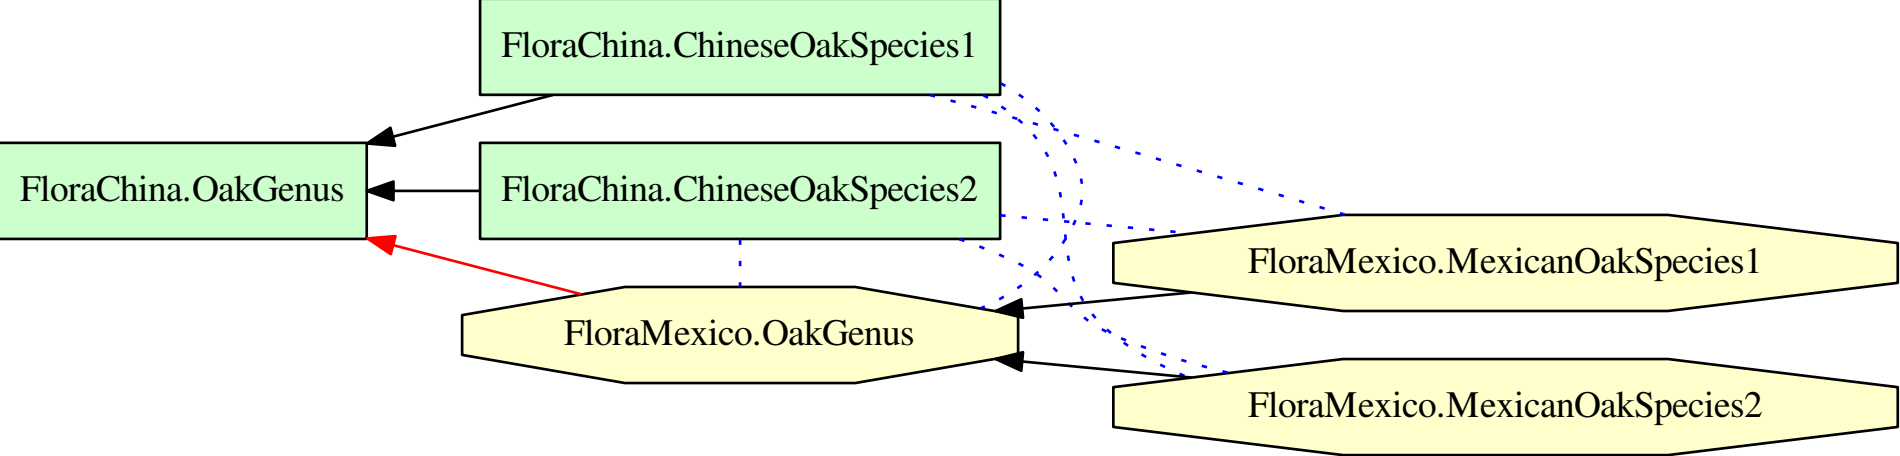 FloraChina.ChineseOakSpecies1
FloraChina.OakGenus
FloraChina.ChineseOakSpecies2
FloraMexico.MexicanOakSpecies1
FloraMexico.OakGenus
FloraMexico.MexicanOakSpecies2